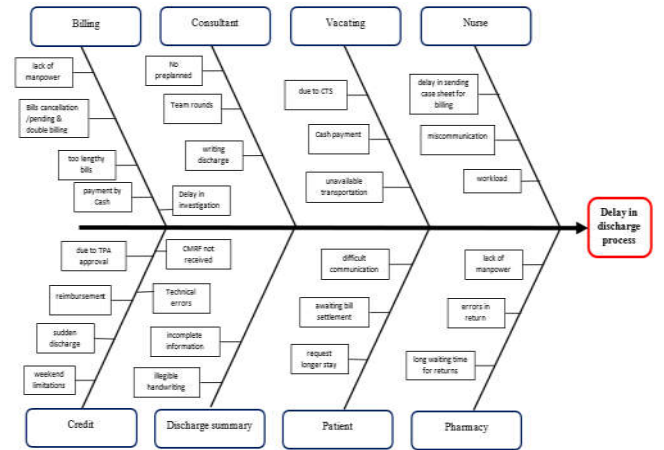 Billing
Consultant
Vacating
Nurse
lack of
manpower
Bills cancellation
/pending &
double billing
too lengthy
bills
payment by
Cash
No
preplanned
Team rounds
writing
discharge
Delay in
investigation
due to CTS
Cash payment
unavailable
transportation
delay in sending
case sheet for
billing
miscommunication
workload
Delay in
discharge
process
due to TPA
approval
reimbursement
sudden
discharge
weekend
limitations
CMRF not
received
Technical
errors
incomplete
information
illegible
handwriting
difficult
communication
awaiting bill
settlement
request
longer stay
lack of
manpower
errors in
return
long waiting time
for returns
Credit
Discharge summary
Patient
Pharmacy